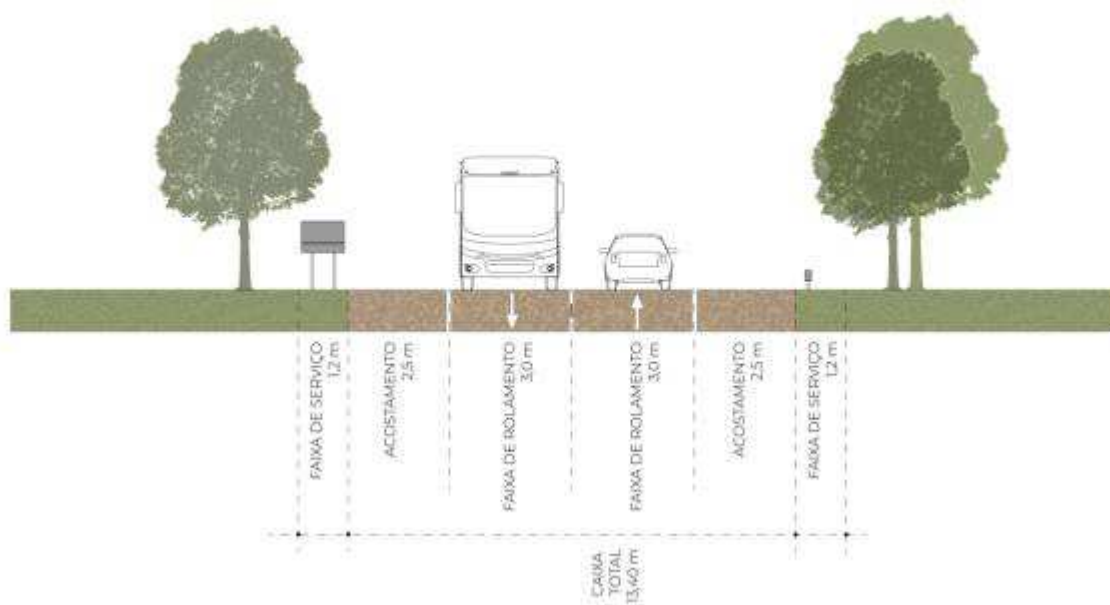 FAIXA DE SERVIÇO
1,2 m
ACOSTAMENTO
2,5 m
FAIXA DE ROLAMENTO
3,0 m
FAIXA DE ROLAMENTO
3,0 m
ACOSTAMENTO
2,5 m
FAIXA DE SERVIÇO
1,2 m
CAIXA
TOTAL
13,40 m